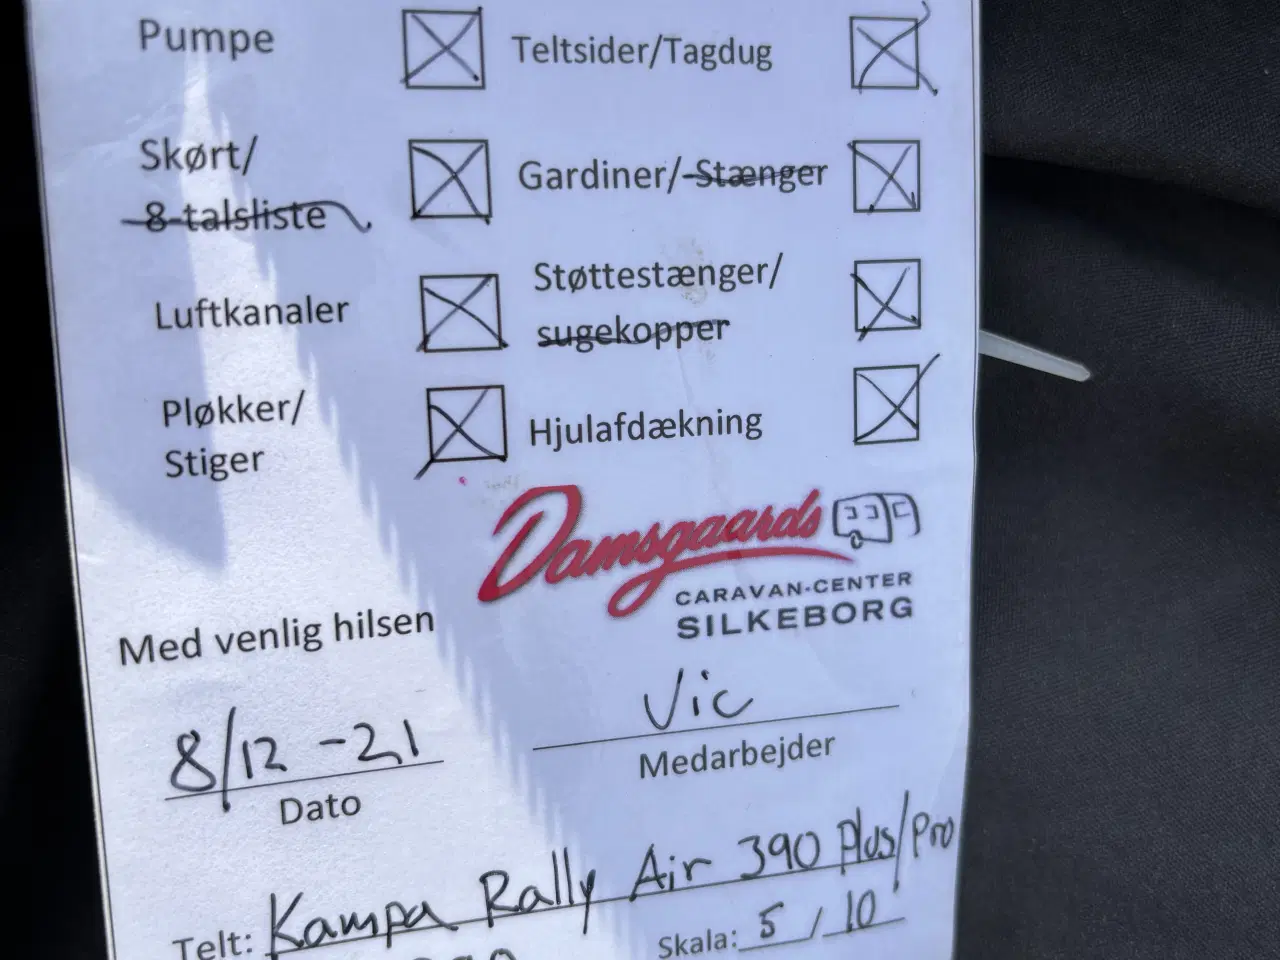 Pumpe
Teltsider/Tagdug
Skørt/
8-talsliste
Gardiner/Stænger
Luftkanaler
Støttestænger/
sugekopper
Pløkker/
Stiger
Hjulafdækning
Damsgaards
CARAVAN-CENTER
SILKEBORG
Med venlig hilsen
8/12 -21
Dato
Vic
Medarbejder
Telt: Kampa Rally Air 390 Plus/Pro
Skala: 5 / 10